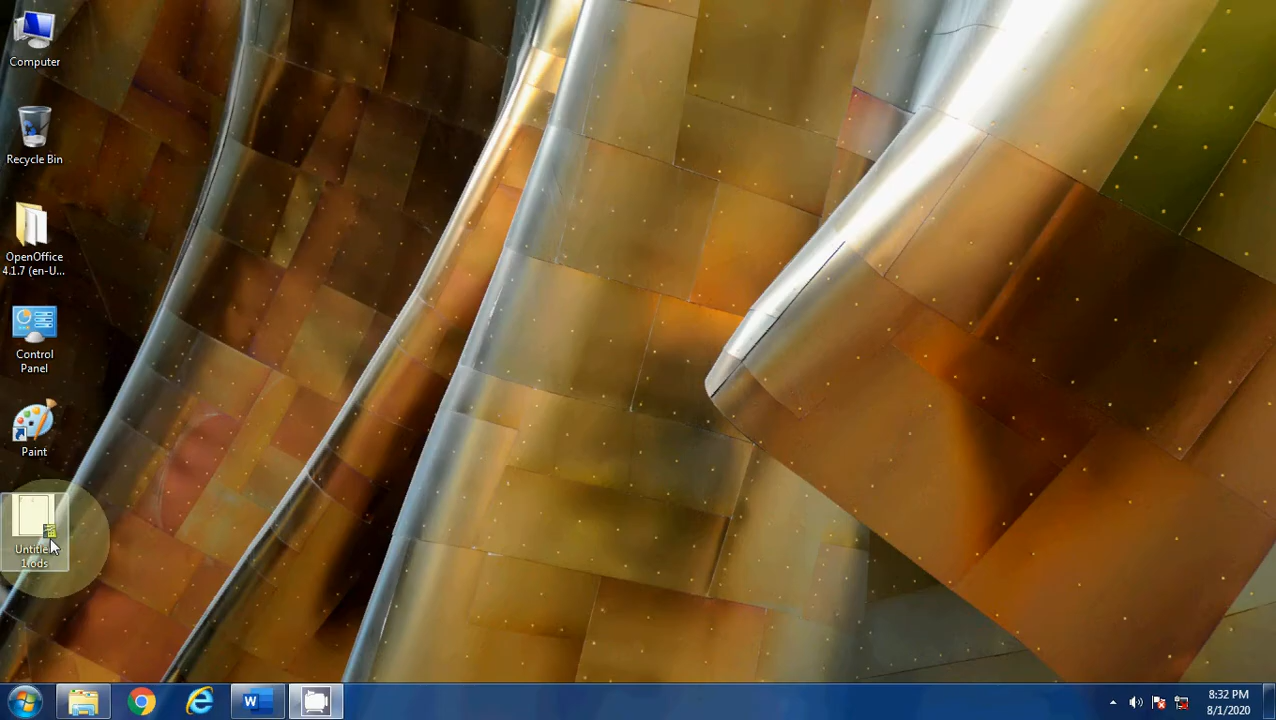 Computer
Recycle Bin
OpenOffice
4.1.7 (en-U...
Control
Panel
Paint
1.ods
W
8:32 PM
8/1/2020